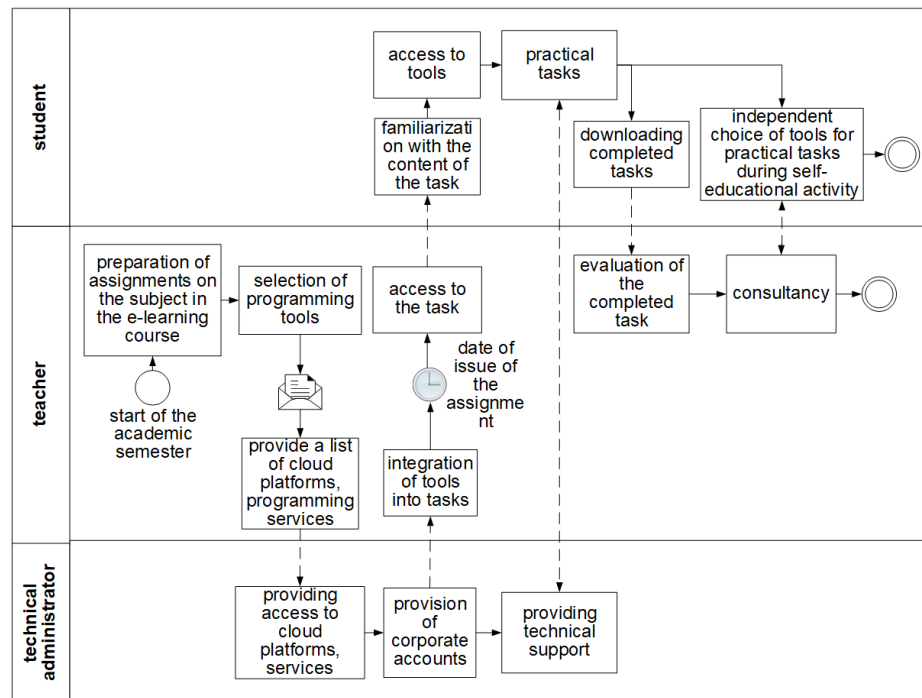 student
access to
tools
practical
tasks
familiarizati
on with the
content of
the task
downloading
completed
tasks
independent
choice of tools for
practical tasks
during self-
educational activity
teacher
preparation of
assignments on
the subject in
the e-learning
course
selection of
programming
tools
access to
the task
evaluation of
the
completed
task
consultancy
start of the
academic
semester
date of
issue of
the
assignme
nt
provide a list
of cloud
platforms,
programming
services
integration
of tools
into tasks
technical
administrator
providing
access to
cloud
platforms,
services
provision
of
corporate
accounts
providing
technical
support